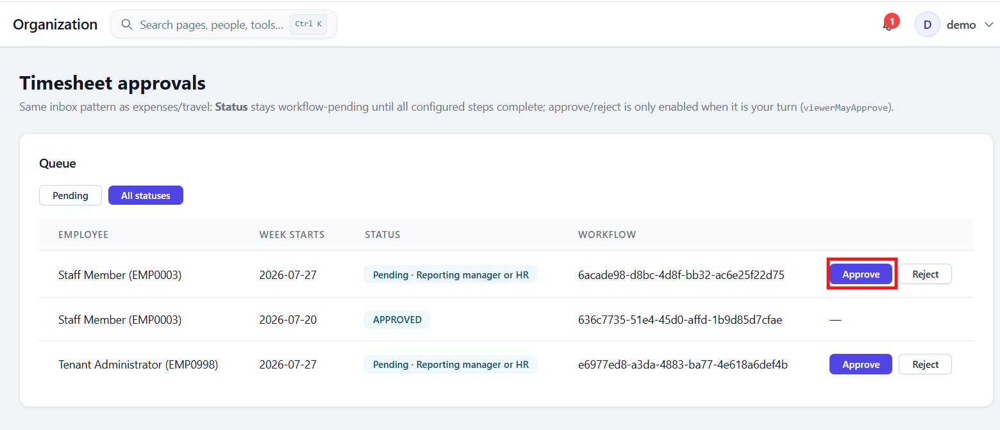 Organization
Search pages, people, tools... Ctrl K
1
D demo
Timesheet approvals
Same inbox pattern as expenses/travel: Status stays workflow-pending until all configured steps complete; approve/reject is only enabled when it is your turn (viewerMayApprove).
Queue
Pending All statuses
EMPLOYEE WEEK STARTS STATUS WORKFLOW
Staff Member (EMP0003) 2026-07-27 Pending · Reporting manager or HR 6acade98-d8bc-4d8f-bb32-ac6e25f22d75 Approve Reject
Staff Member (EMP0003) 2026-07-20 APPROVED 636c7735-51e4-45d0-affd-1b9d85d7cfae —
Tenant Administrator (EMP0998) 2026-07-27 Pending · Reporting manager or HR e6977ed8-a3da-4883-ba77-4e618a6def4b Approve Reject